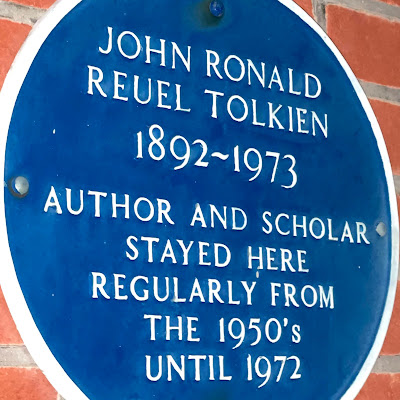 JOHN RONALD
REUEL TOLKIEN
1892~1973
AUTHOR AND SCHOLAR
STAYED HERE
REGULARLY FROM
THE 1950's
UNTIL 1972